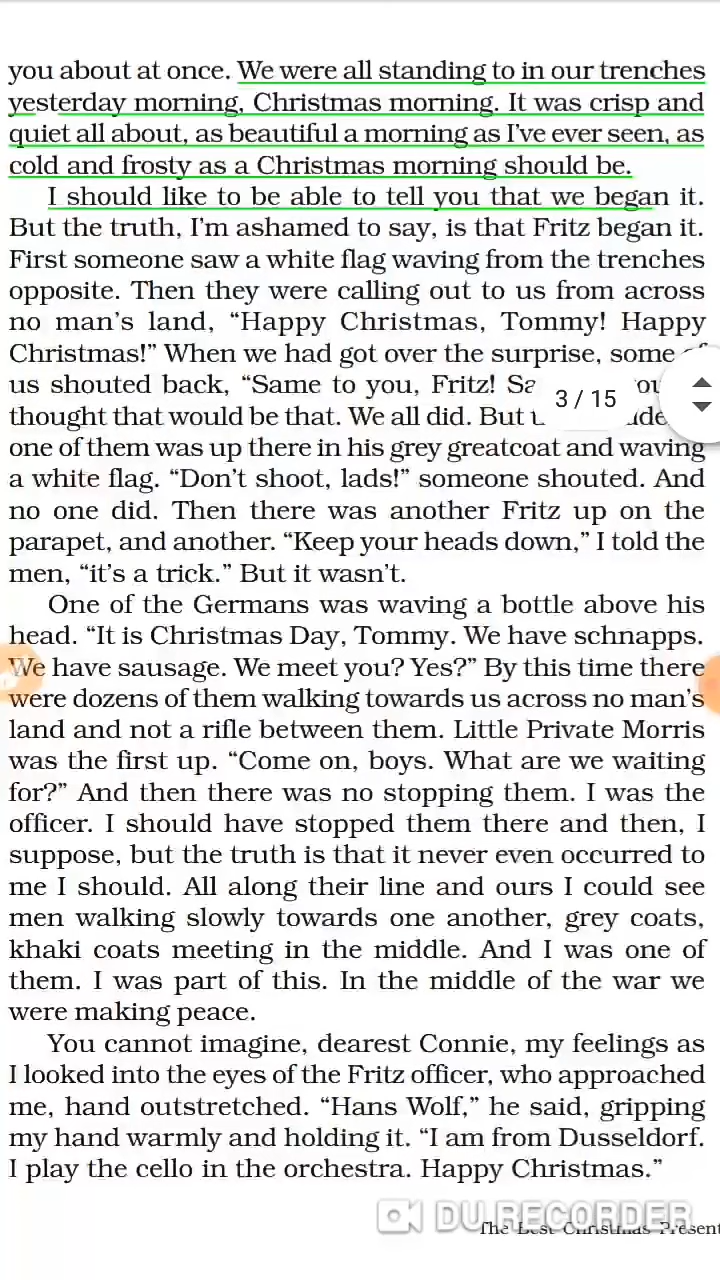 you about at once. We were all standing to in our trenches
yesterday morning, Christmas morning. It was crisp and
quiet all about, as beautiful a morning as I've ever seen, as
cold and frosty as a Christmas morning should be.
I should like to be able to tell you that we began it.
But the truth, I'm ashamed to say, is that Fritz began it.
First someone saw a white flag waving from the trenches
opposite. Then they were calling out to us from across
no man's land, “Happy Christmas, Tommy! Happy
Christmas!” When we had got over the surprise, some
us shouted back, “Same to you, Fritz!
3 / 15
thought that would be that. We all did. But
one of them was up there in his grey greatcoat and waving
a white flag. “Don't shoot, lads!” someone shouted. And
no one did. Then there was another Fritz up on the
parapet, and another. “Keep your heads down,” I told the
men, “it's a trick.” But it wasn't.
One of the Germans was waving a bottle above his
head. “It is Christmas Day, Tommy. We have schnapps.
We have sausage. We meet you? Yes?” By this time there
were dozens of them walking towards us across no man's
land and not a rifle between them. Little Private Morris
was the first up. “Come on, boys. What are we waiting
for?” And then there was no stopping them. I was the
officer. I should have stopped them there and then, I
suppose, but the truth is that it never even occurred to
me I should. All along their line and ours I could see
men walking slowly towards one another, grey coats,
khaki coats meeting in the middle. And I was one of
them. I was part of this. In the middle of the war we
were making peace.
You cannot imagine, dearest Connie, my feelings as
I looked into the eyes of the Fritz officer, who approached
me, hand outstretched. “Hans Wolf,” he said, gripping
my hand warmly and holding it. “I am from Dusseldorf.
I play the cello in the orchestra. Happy Christmas.”
DU RECORDER
The Best Christmas Present